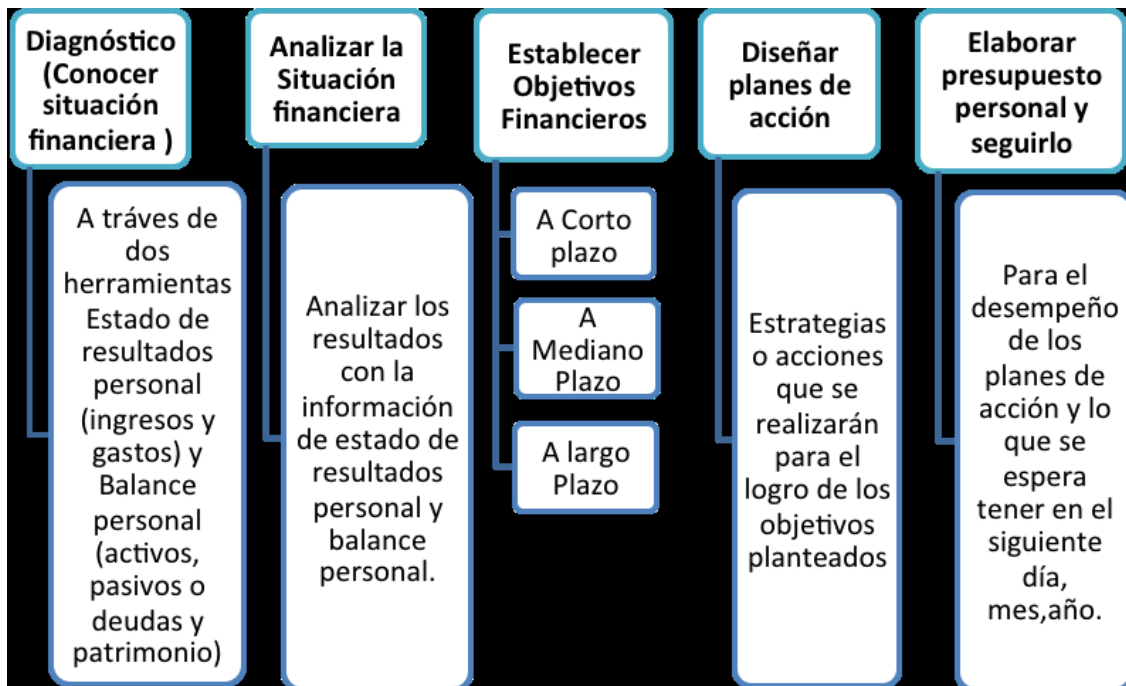 Diagnóstico
(Conocer
situación
financiera )
A tráves de
dos
herramientas
Estado de
resultados
personal
(ingresos y
gastos) y
Balance
personal
(activos,
pasivos o
deudas y
patrimonio)
Analizar la
Situación
financiera
Analizar los
resultados
con la
información
de estado de
resultados
personal y
balance
personal.
Establecer
Objetivos
Financieros
A Corto
plazo
A
Mediano
Plazo
A largo
Plazo
Diseñar
planes de
acción
Estrategias
o acciones
que se
realizarán
para el
logro de los
objetivos
planteados
Elaborar
presupuesto
personal y
seguirlo
Para el
desempeño
de los
planes de
acción y lo
que se
espera
tener en el
siguiente
día,
mes,año.